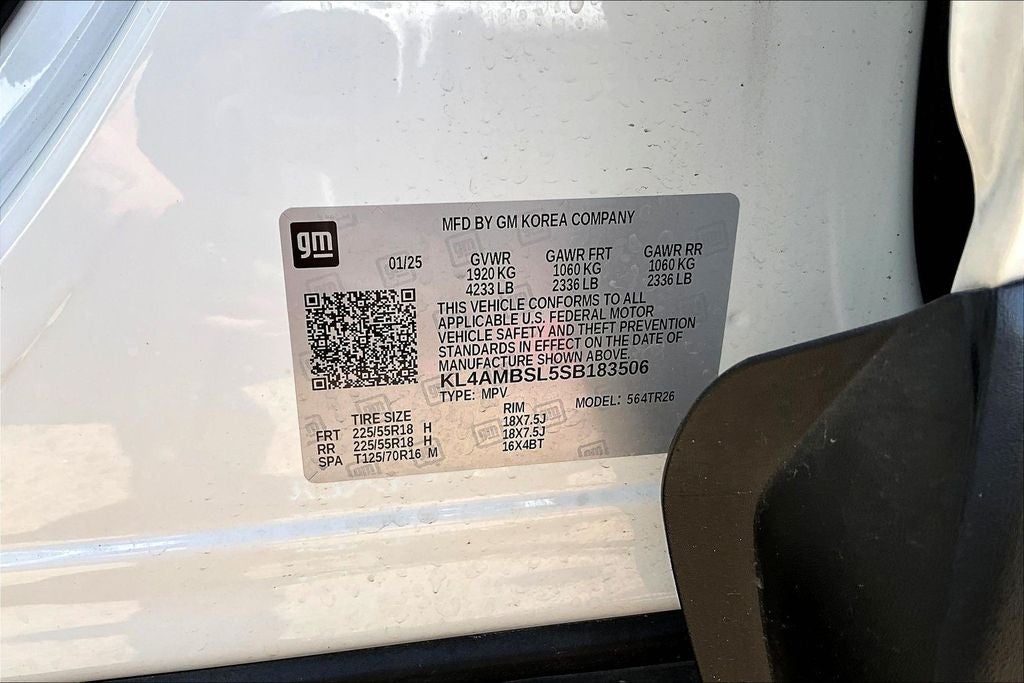 MFD BY GM KOREA COMPANY
gm
01/25
GVWR GAWR FRT GAWR RR
1920 KG 1060 KG 1060 KG
4233 LB 2336 LB 2336 LB
THIS VEHICLE CONFORMS TO ALL
APPLICABLE U.S. FEDERAL MOTOR
VEHICLE SAFETY AND THEFT PREVENTION
STANDARDS IN EFFECT ON THE DATE OF
MANUFACTURE SHOWN ABOVE.
KL4AMBSL5SB183506
TYPE: MPV MODEL: 564TR26
TIRE SIZE RIM
FRT 225/55R18 H 18X7.5J
RR 225/55R18 H 18X7.5J
SPA T125/70R16 M 16X4BT